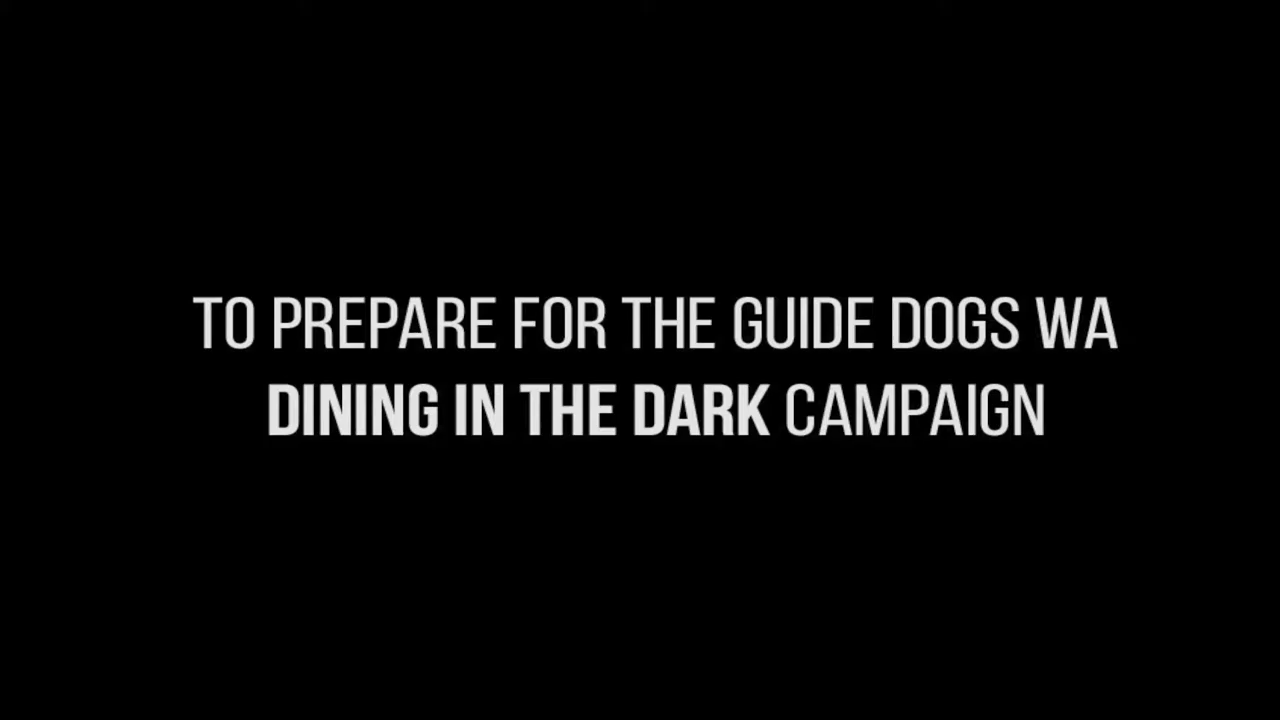 TO PREPARE FOR THE GUIDE DOGS WA
DINING IN THE DARK CAMPAIGN